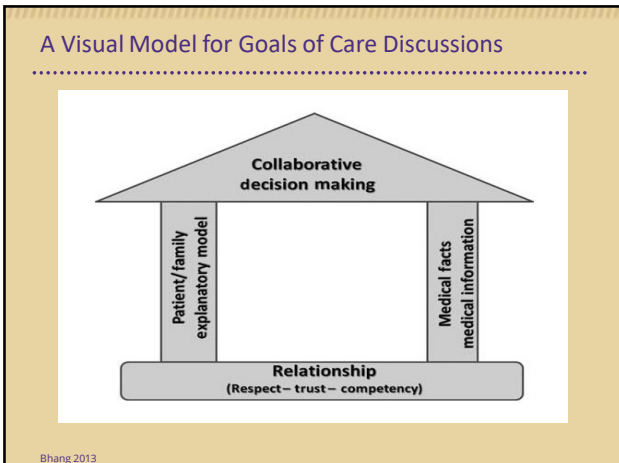 A Visual Model for Goals of Care Discussions
Collaborative
decision making
Patient/family
explanatory model
Medical facts
medical information
Relationship
(Respect– trust– competency)
Bhang 2013